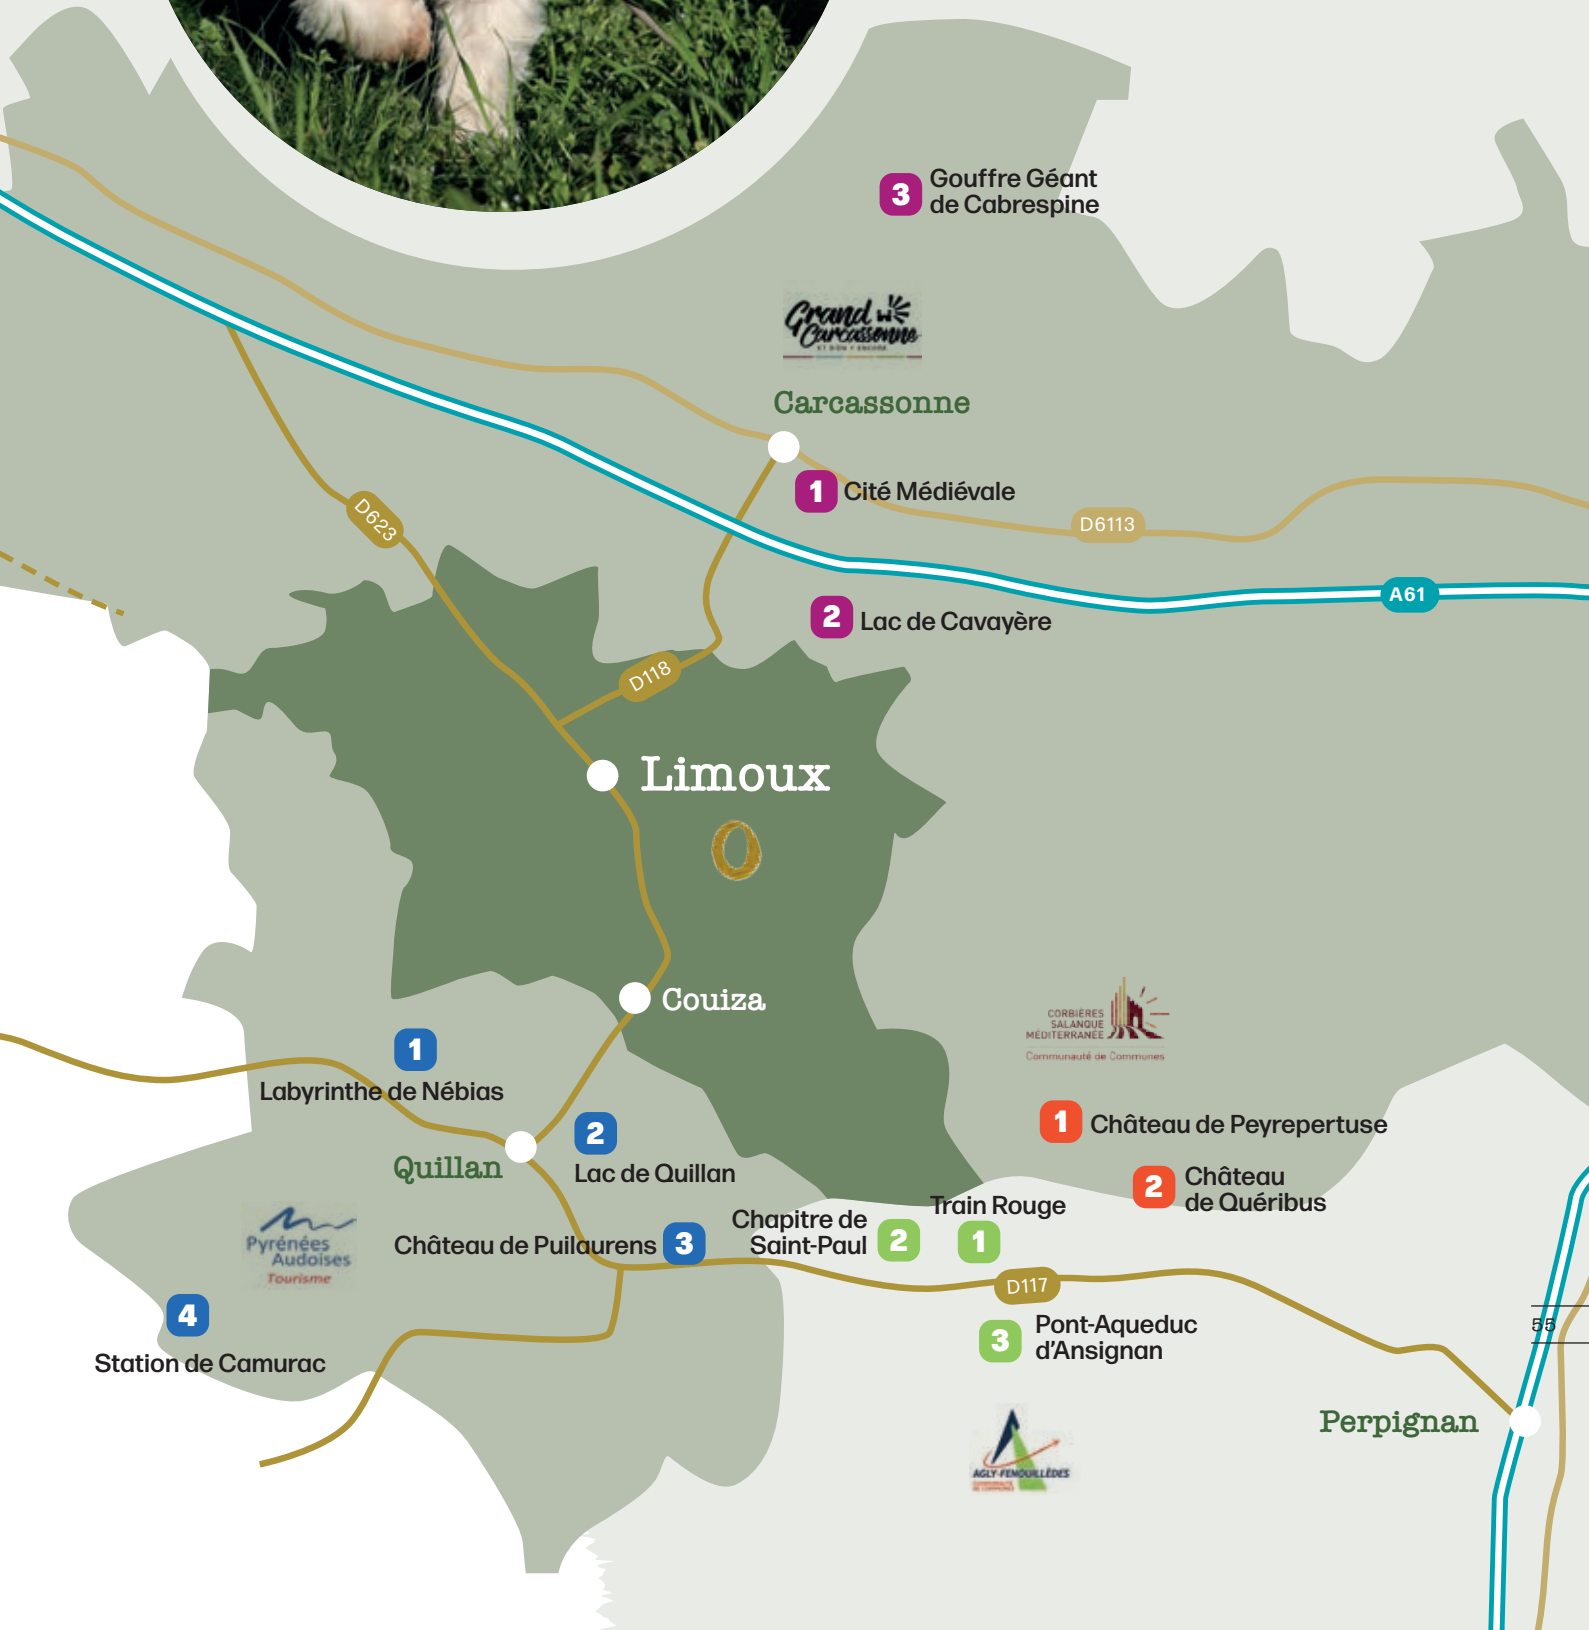 3
Gouffre Géant
de Cabrespine
Grand
Carcassonne
Carcassonne
1
Cité Médiévale
D623
D6113
A61
2
Lac de Cavayère
D118
Limoux
Couiza
CORBIÈRES
SALANQUE
MÉDITERRANÉE
Communauté de Communes
1
Labyrinthe de Nébias
1
Château de Peyrepertuse
2
Lac de Quillan
Quillan
2
Château
de Quéribus
Train Rouge
1
Chapitre de
Saint-Paul
2
Château de Puilaurens
3
Pyrénées
Audoises
Tourisme
D117
4
Station de Camurac
3
Pont-Aqueduc
d'Ansignan
55
Perpignan
AGLY-FENOUILLÈDES